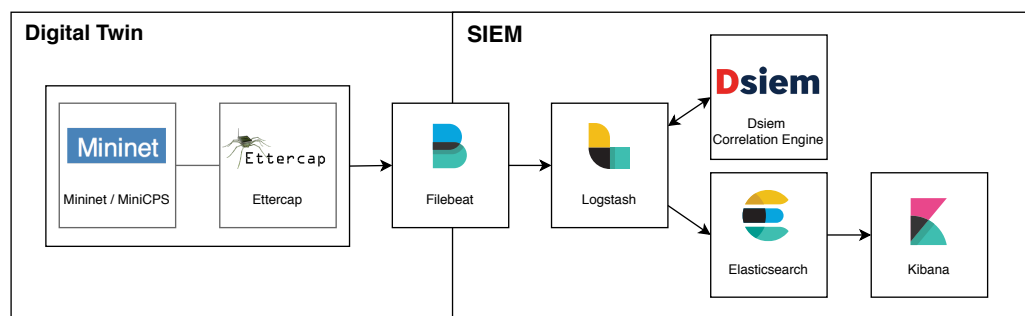 Digital Twin
SIEM
Mininet
Mininet / MiniCPS
Ettercap
Ettercap
Filebeat
Logstash
Dsiem
Dsiem
Correlation Engine
Elasticsearch
Kibana